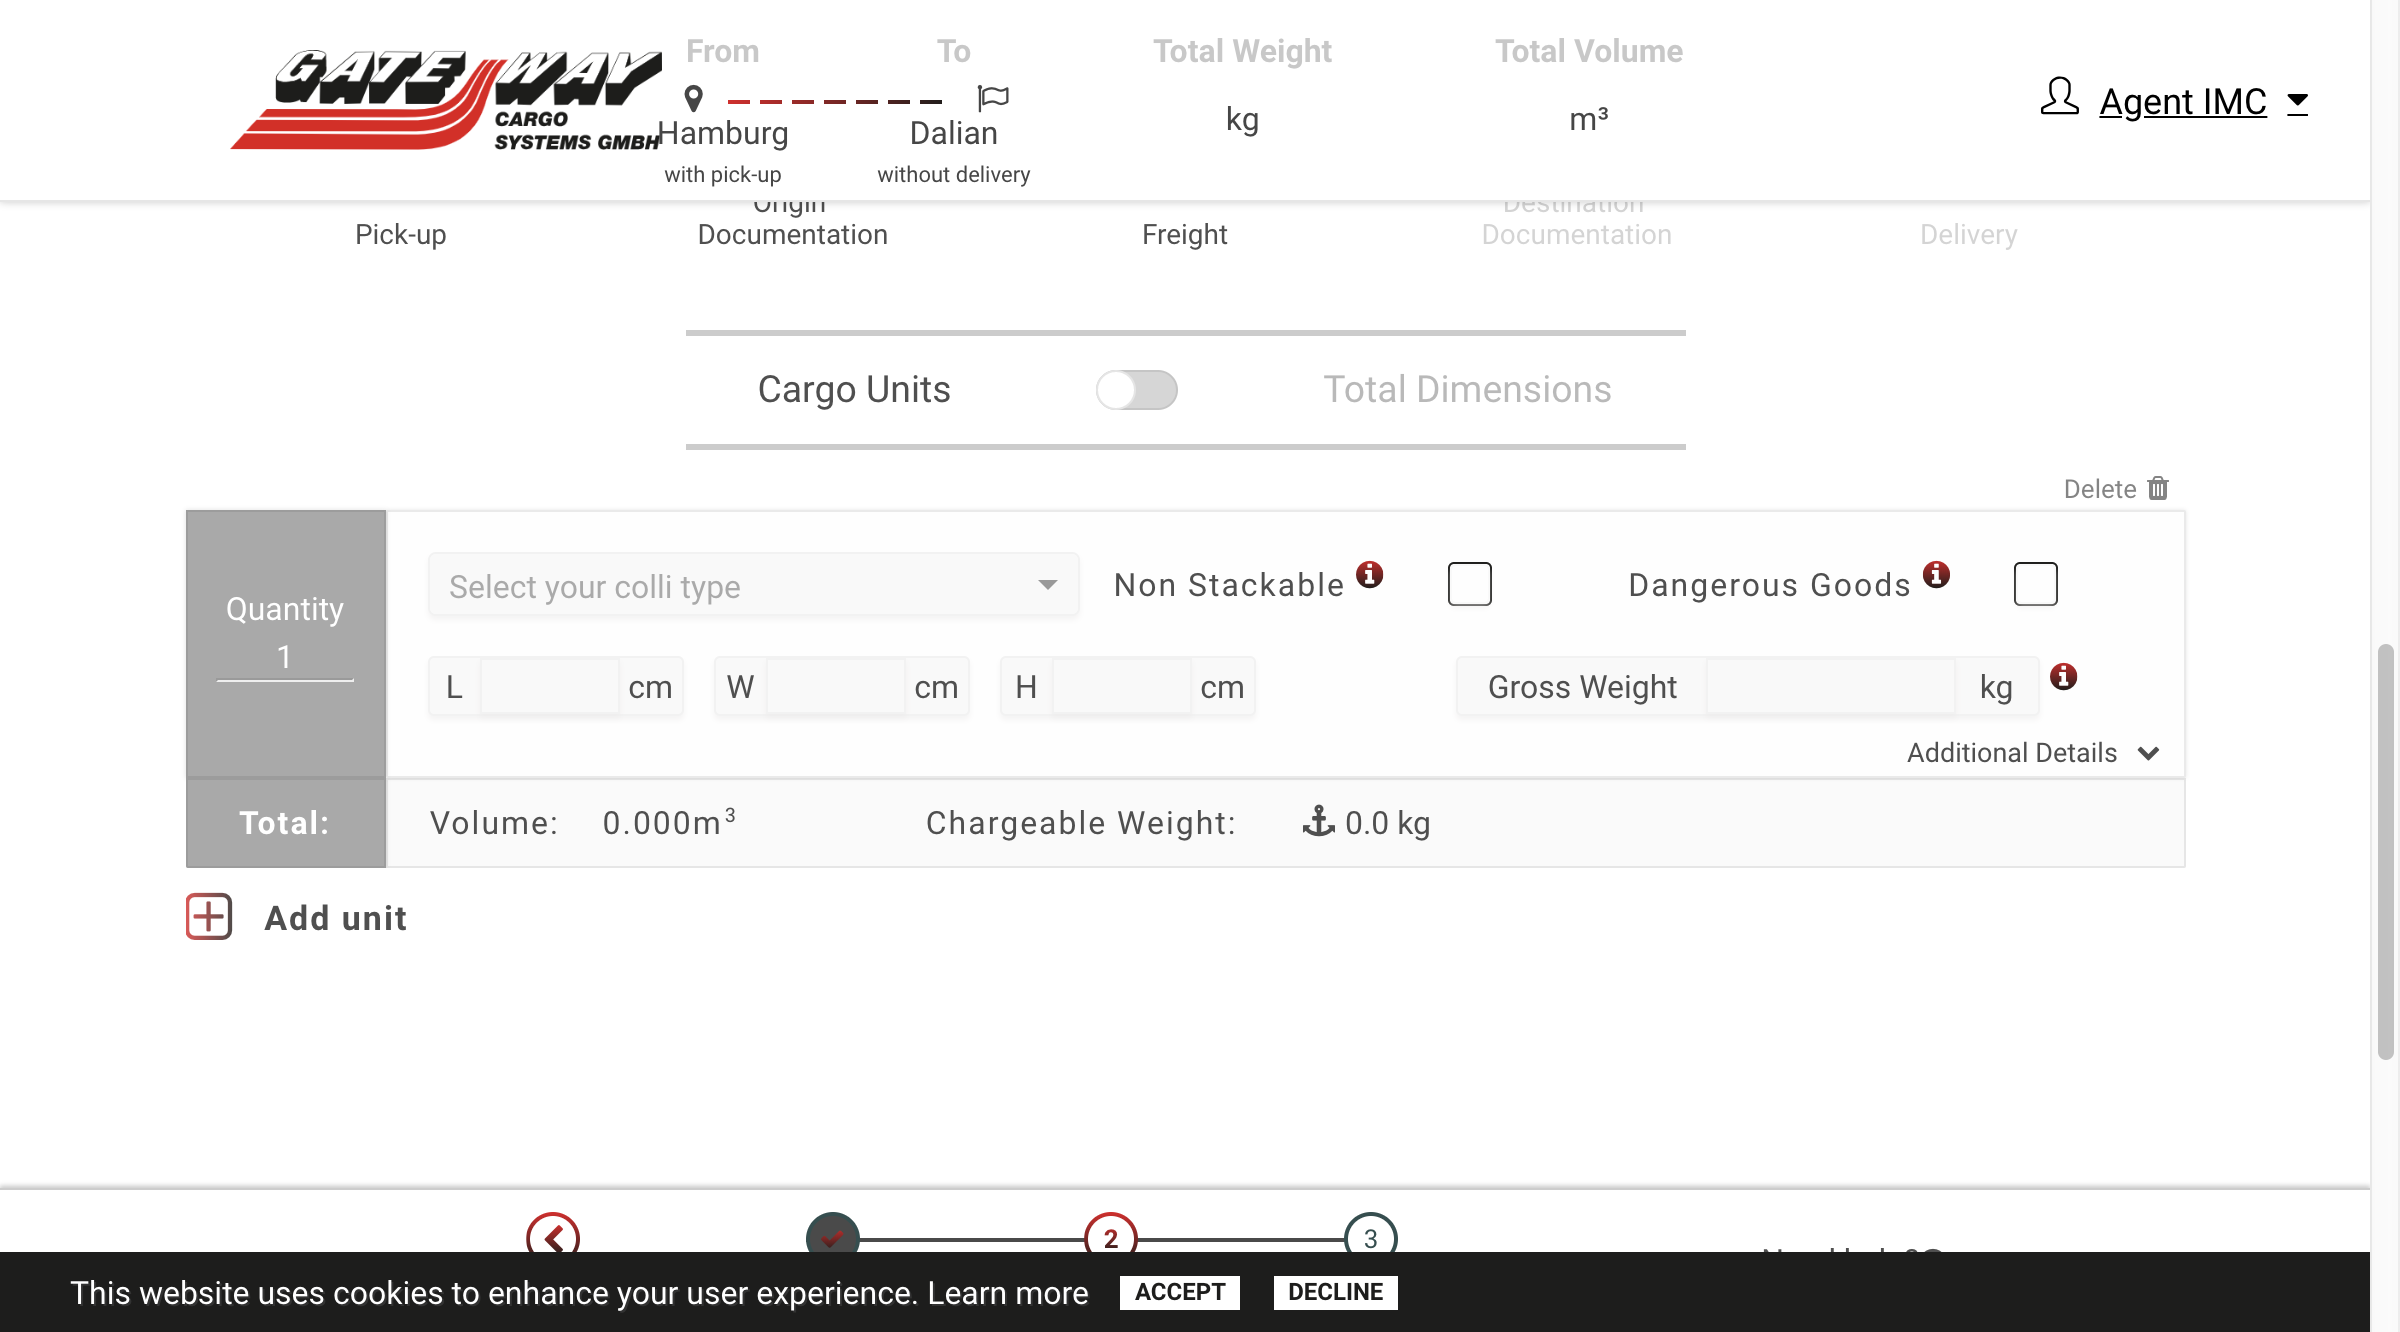 GATEWAY
CARGO
SYSTEMS GMBH
From
To
Total Weight
Total Volume
Hamburg
Dalian
kg
m³
with pick-up
without delivery
Agent IMC
Pick-up
Origin
Documentation
Freight
Destination
Documentation
Delivery
Cargo Units
Total Dimensions
Delete
Quantity
1
Select your colli type
Non Stackable
Dangerous Goods
L cm
W cm
H cm
Gross Weight kg
Additional Details
Total:
Volume: 0.000m³
Chargeable Weight: 0.0 kg
Add unit
2
3
This website uses cookies to enhance your user experience. Learn more
ACCEPT
DECLINE